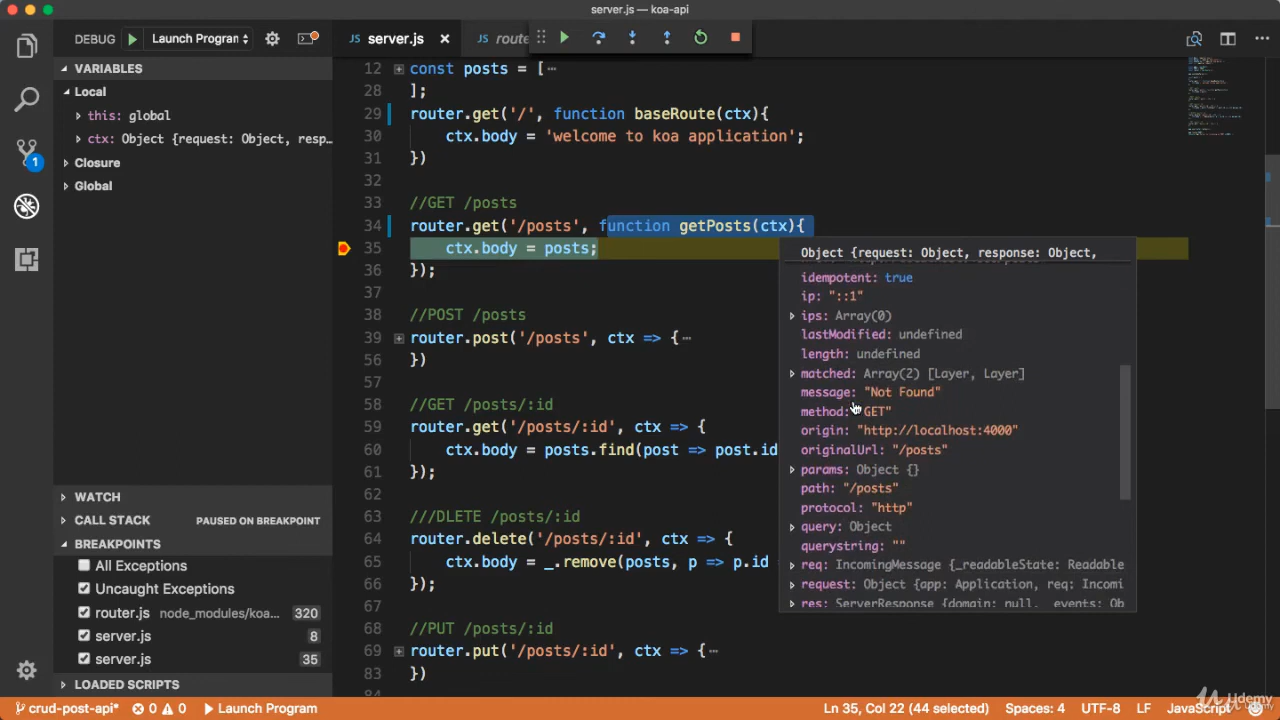 server.js — koa-api
DEBUG Launch Program
JS server.js × JS route
VARIABLES
Local
this: global
ctx: Object {request: Object, resp…
Closure
Global
WATCH
CALL STACK PAUSED ON BREAKPOINT
BREAKPOINTS
All Exceptions
Uncaught Exceptions
router.js node_modules/koa... 320
server.js 8
server.js 35
LOADED SCRIPTS
1
12 const posts = [⋯
28 ];
29 router.get('/', function baseRoute(ctx){
30 ctx.body = 'welcome to koa application';
31 })
32
33 //GET /posts
34 router.get('/posts', function getPosts(ctx){
35 ctx.body = posts;
36 });
37
38 //POST /posts
39 router.post('/posts', ctx => {⋯
56 })
57
58 //GET /posts/:id
59 router.get('/posts/:id', ctx => {
60 ctx.body = posts.find(post => post.id
61 });
62
63 ///DLETE /posts/:id
64 router.delete('/posts/:id', ctx => {
65 ctx.body = _.remove(posts, p => p.id
66 });
67
68 //PUT /posts/:id
69 router.put('/posts/:id', ctx => {⋯
83 })
84
Object {request: Object, response: Object,
idempotent: true
ip: "::1"
ips: Array(0)
lastModified: undefined
length: undefined
matched: Array(2) [Layer, Layer]
message: "Not Found"
method: "GET"
origin: "http://localhost:4000"
originalUrl: "/posts"
params: Object {}
path: "/posts"
protocol: "http"
query: Object
querystring: ""
req: IncomingMessage {_readableState: Readable
request: Object {app: Application, req: Incomi
res: ServerResponse {domain: null, _events: Ob
crud-post-api* 0 0 Launch Program Ln 35, Col 22 (44 selected) Spaces: 4 UTF-8 LF JavaScript
Udemy